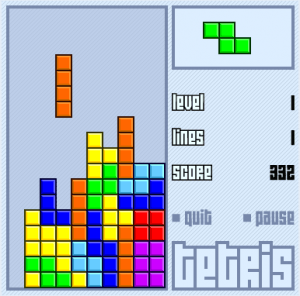 level 1
lines 1
score 332
quit pause
tetris